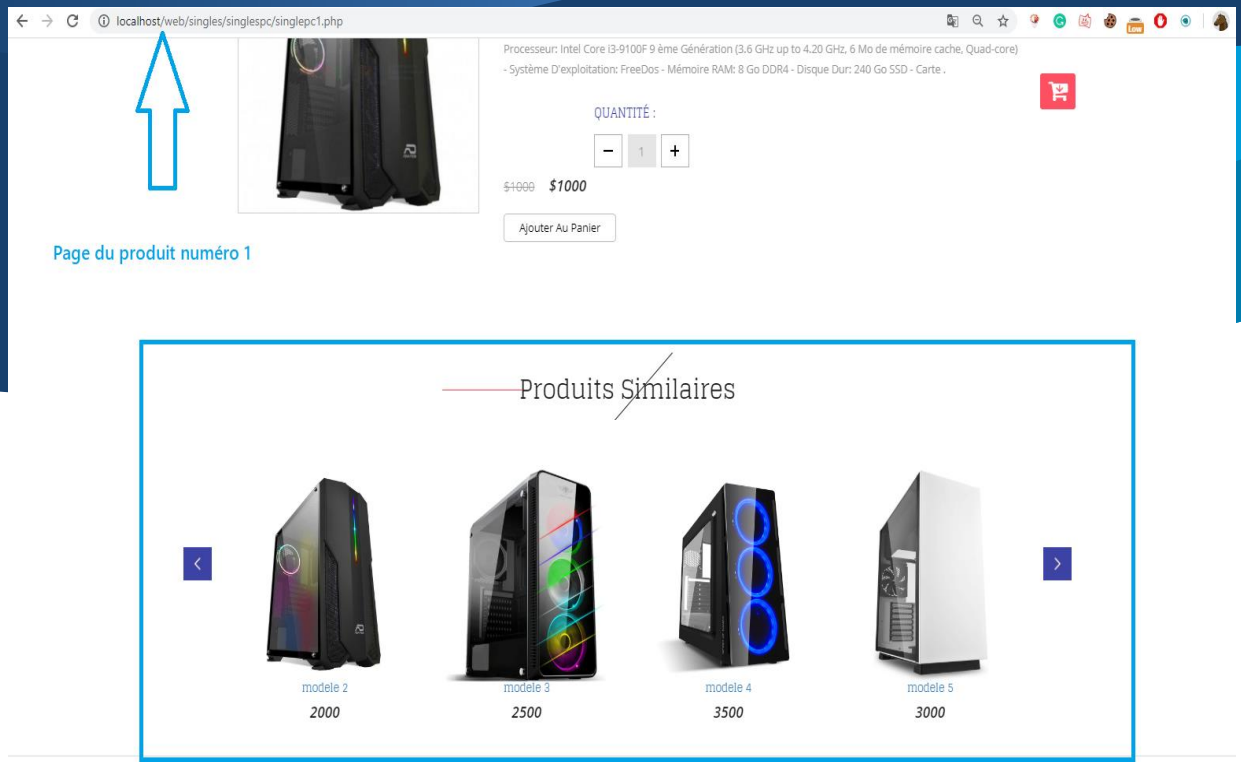 localhost/web/singles/singlespc/singlepc1.php
LOW
Processeur: Intel Core i3-9100F 9 ème Génération (3.6 GHz up to 4.20 GHz, 6 Mo de mémoire cache, Quad-core)
- Système D'exploitation: FreeDos - Mémoire RAM: 8 Go DDR4 - Disque Dur: 240 Go SSD - Carte .
QUANTITÉ :
− 1 +
$1000 $1000
Ajouter Au Panier
Page du produit numéro 1
Produits Similaires
modele 2 modele 3 modele 4 modele 5
2000 2500 3500 3000